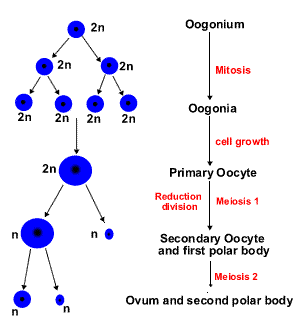 Oogonium
2n
Mitosis
2n 2n
2n 2n 2n 2n
Oogonia
cell growth
2n
Primary Oocyte
Reduction
division
Meiosis 1
n n
Secondary Oocyte
and first polar body
Meiosis 2
n n
Ovum and second polar body